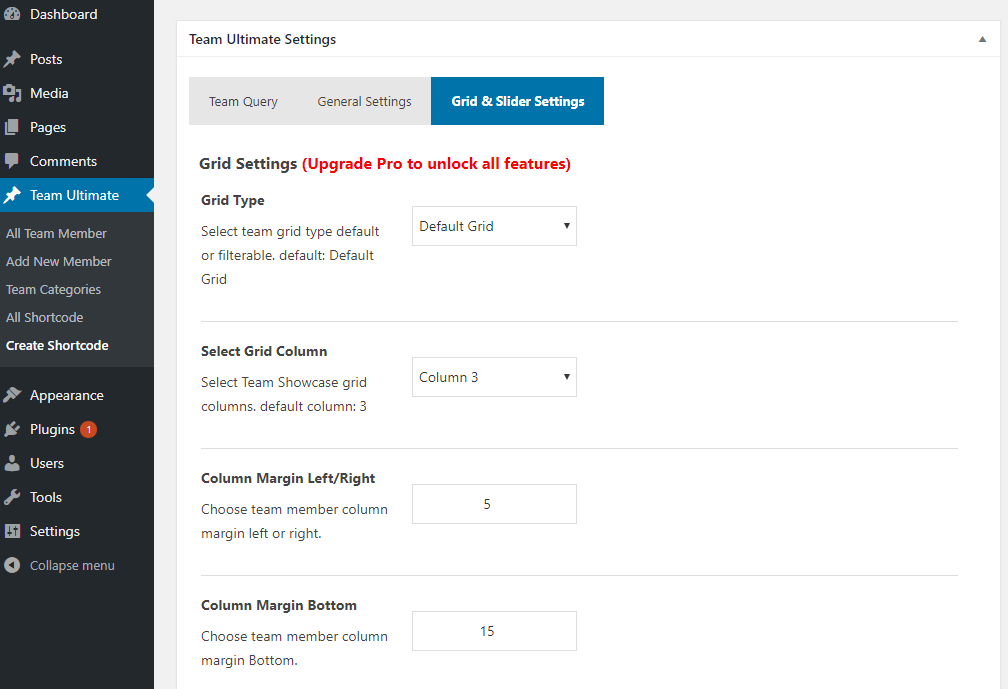 Dashboard
Posts
Media
Pages
Comments
Team Ultimate
All Team Member
Add New Member
Team Categories
All Shortcode
Create Shortcode
Appearance
Plugins 1
Users
Tools
Settings
Collapse menu
Team Ultimate Settings
Team Query General Settings Grid & Slider Settings
Grid Settings (Upgrade Pro to unlock all features)
Grid Type
Select team grid type default
or filterable. default: Default
Grid
Default Grid
Select Grid Column
Select Team Showcase grid
columns. default column: 3
Column 3
Column Margin Left/Right
Choose team member column
margin left or right.
5
Column Margin Bottom
Choose team member column
margin Bottom.
15